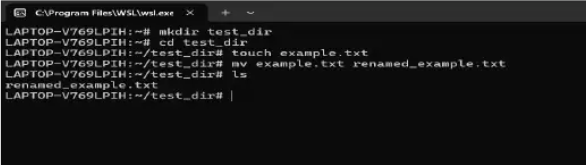 C:\Program Files\WSL\wsl.exe
LAPTOP-V769LPIH:~# mkdir test_dir
LAPTOP-V769LPIH:~# cd test_dir
LAPTOP-V769LPIH:~/test_dir# touch example.txt
LAPTOP-V769LPIH:~/test_dir# mv example.txt renamed_example.txt
LAPTOP-V769LPIH:~/test_dir# ls
renamed_example.txt
LAPTOP-V769LPIH:~/test_dir#